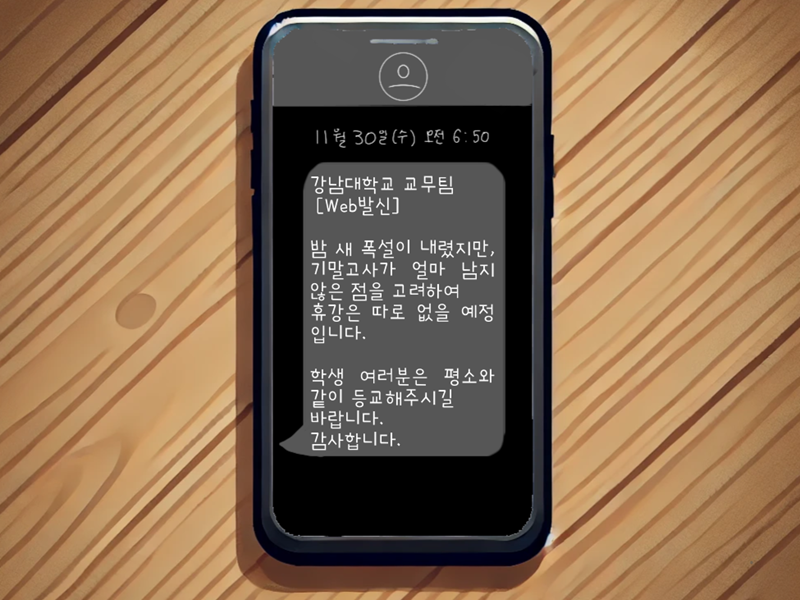 11월 30일(수) 오전 6:50
강남대학교 교무팀
[Web발신]
밤 새 폭설이 내렸지만,
기말고사가 얼마 남지
않은 점을 고려하여
휴강은 따로 없을 예정
입니다.
학생 여러분은 평소와
같이 등교해주시길
바랍니다.
감사합니다.